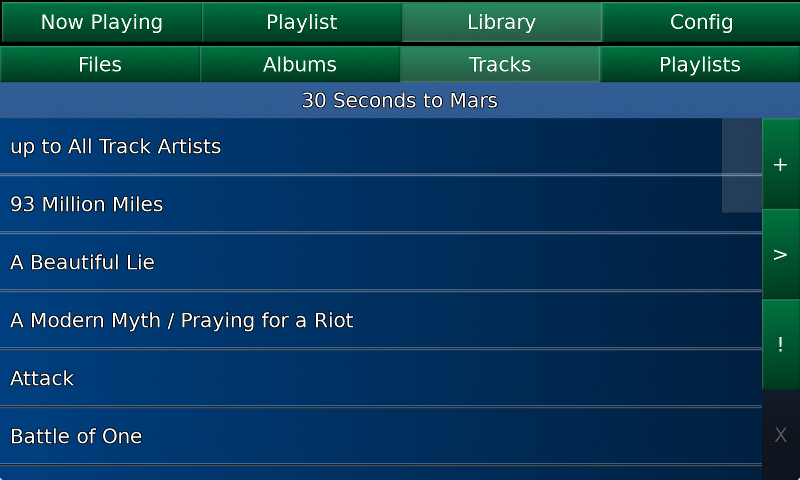 Now Playing Playlist Library Config
Files Albums Tracks Playlists
30 Seconds to Mars
up to All Track Artists
+
93 Million Miles
>
A Beautiful Lie
A Modern Myth / Praying for a Riot
!
Attack
Battle of One
X